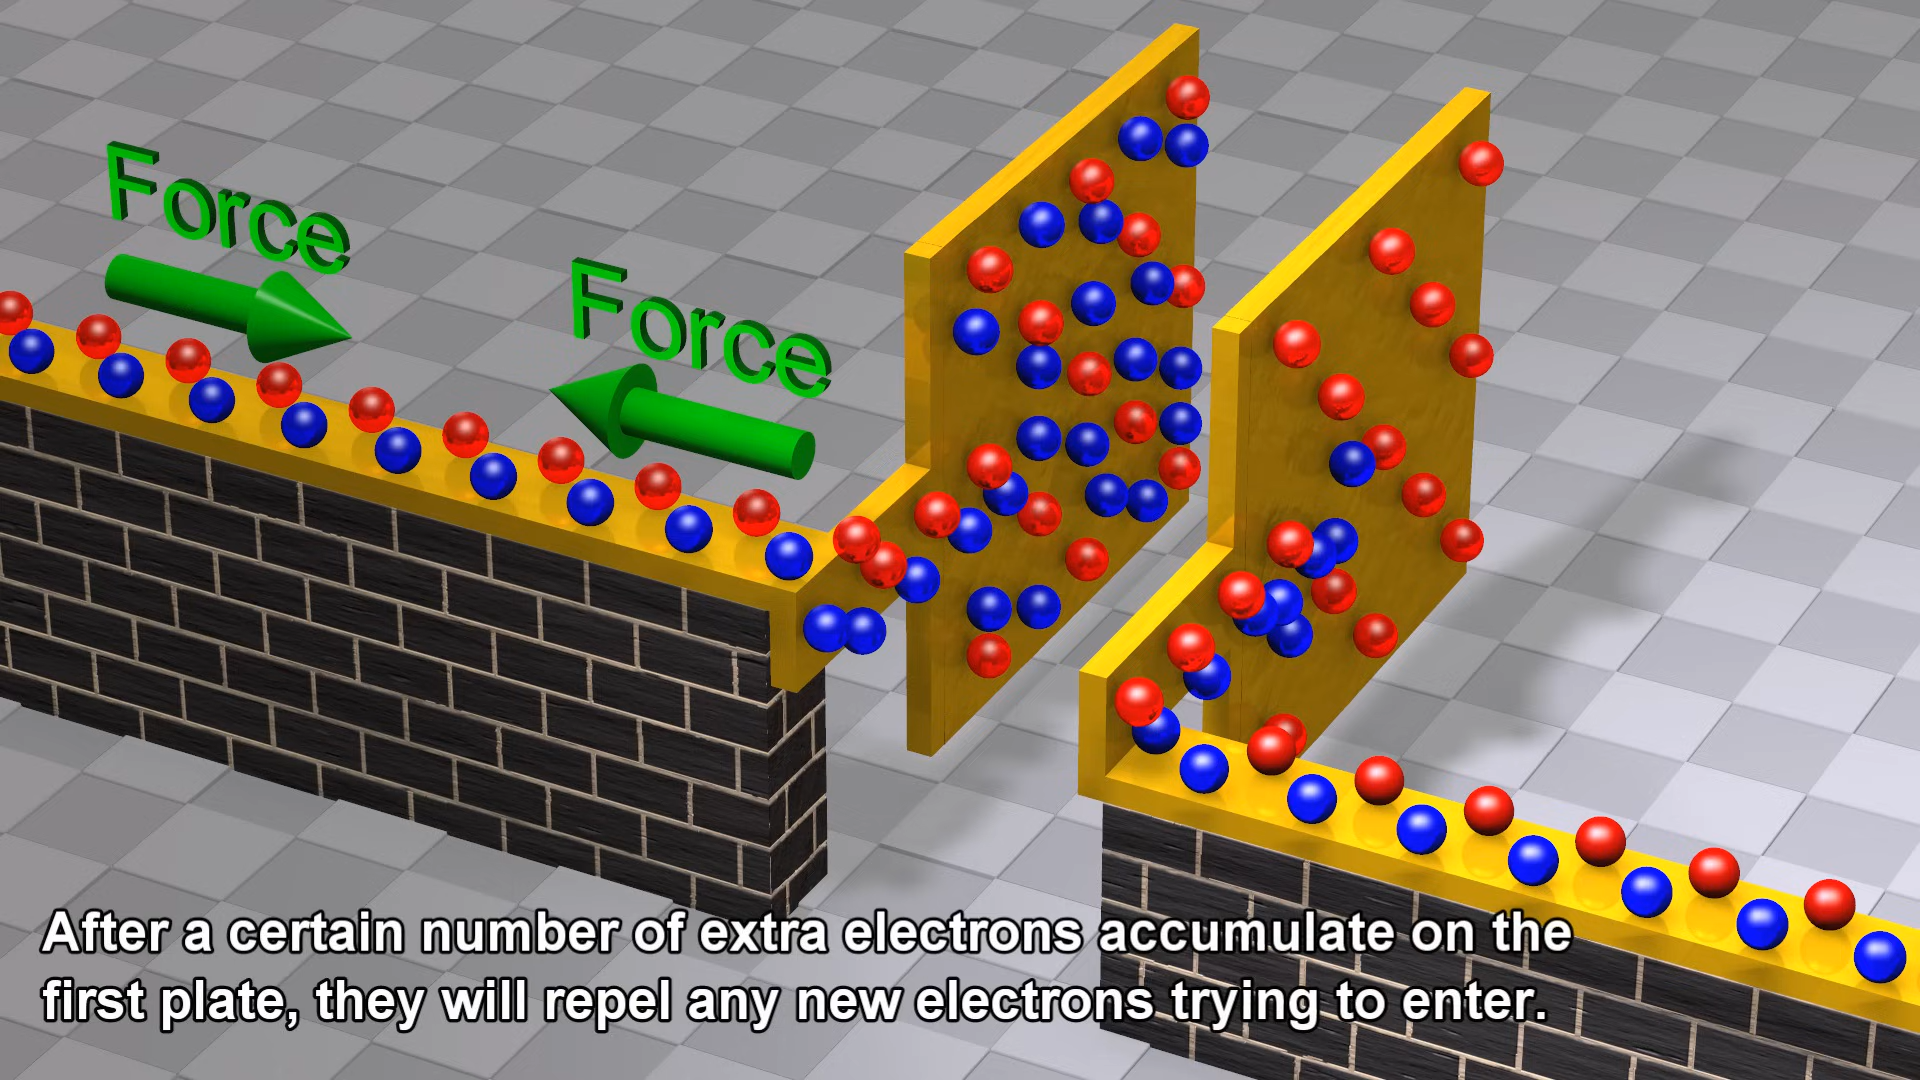 Force
Force
After a certain number of extra electrons accumulate on the
first plate, they will repel any new electrons trying to enter.